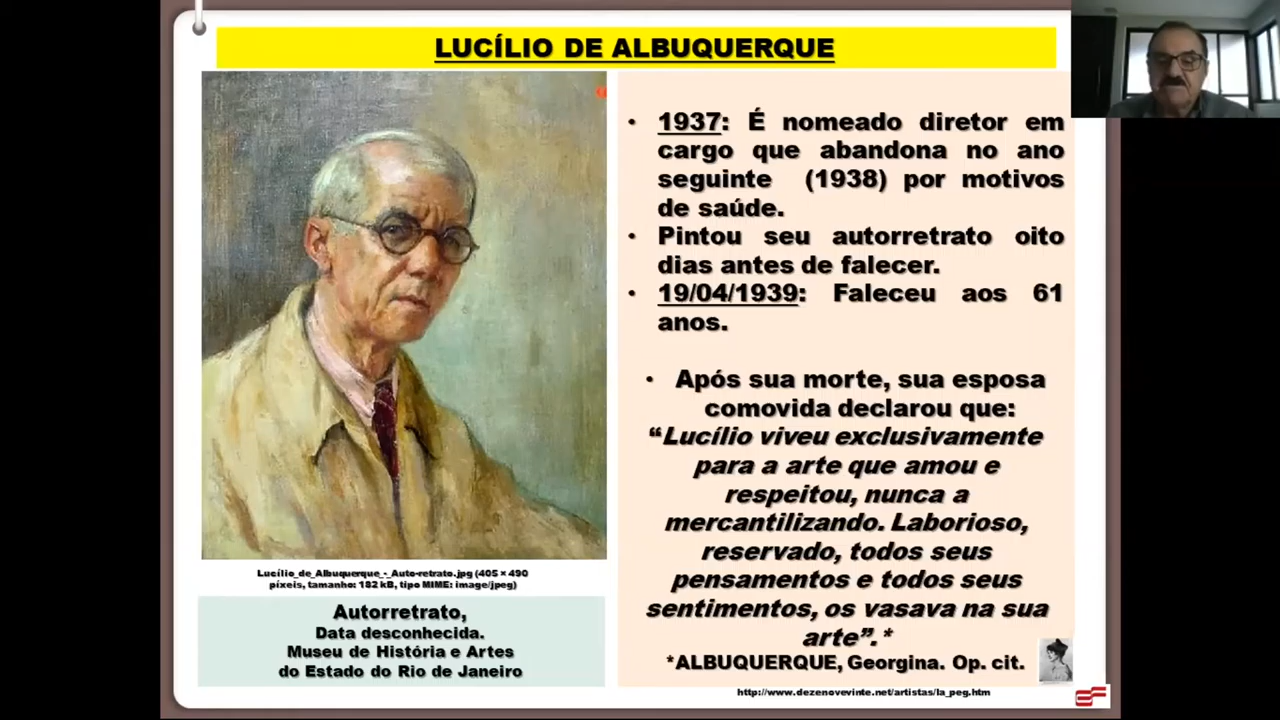 LUCÍLIO DE ALBUQUERQUE
• 1937: É nomeado diretor em
cargo que abandona no ano
seguinte (1938) por motivos
de saúde.
• Pintou seu autorretrato oito
dias antes de falecer.
• 19/04/1939: Faleceu aos 61
anos.
• Após sua morte, sua esposa
comovida declarou que:
“Lucílio viveu exclusivamente
para a arte que amou e
respeitou, nunca a
mercantilizando. Laborioso,
reservado, todos seus
pensamentos e todos seus
sentimentos, os vasava na sua
arte”.*
*ALBUQUERQUE, Georgina. Op. cit.
http://www.dezenovevinte.net/artistas/la_peg.htm
Lucílio_de_Albuquerque_-_Auto-retrato.jpg (405 × 490
píxeis, tamanho: 182 kB, tipo MIME: image/jpeg)
Autorretrato,
Data desconhecida.
Museu de História e Artes
do Estado do Rio de Janeiro